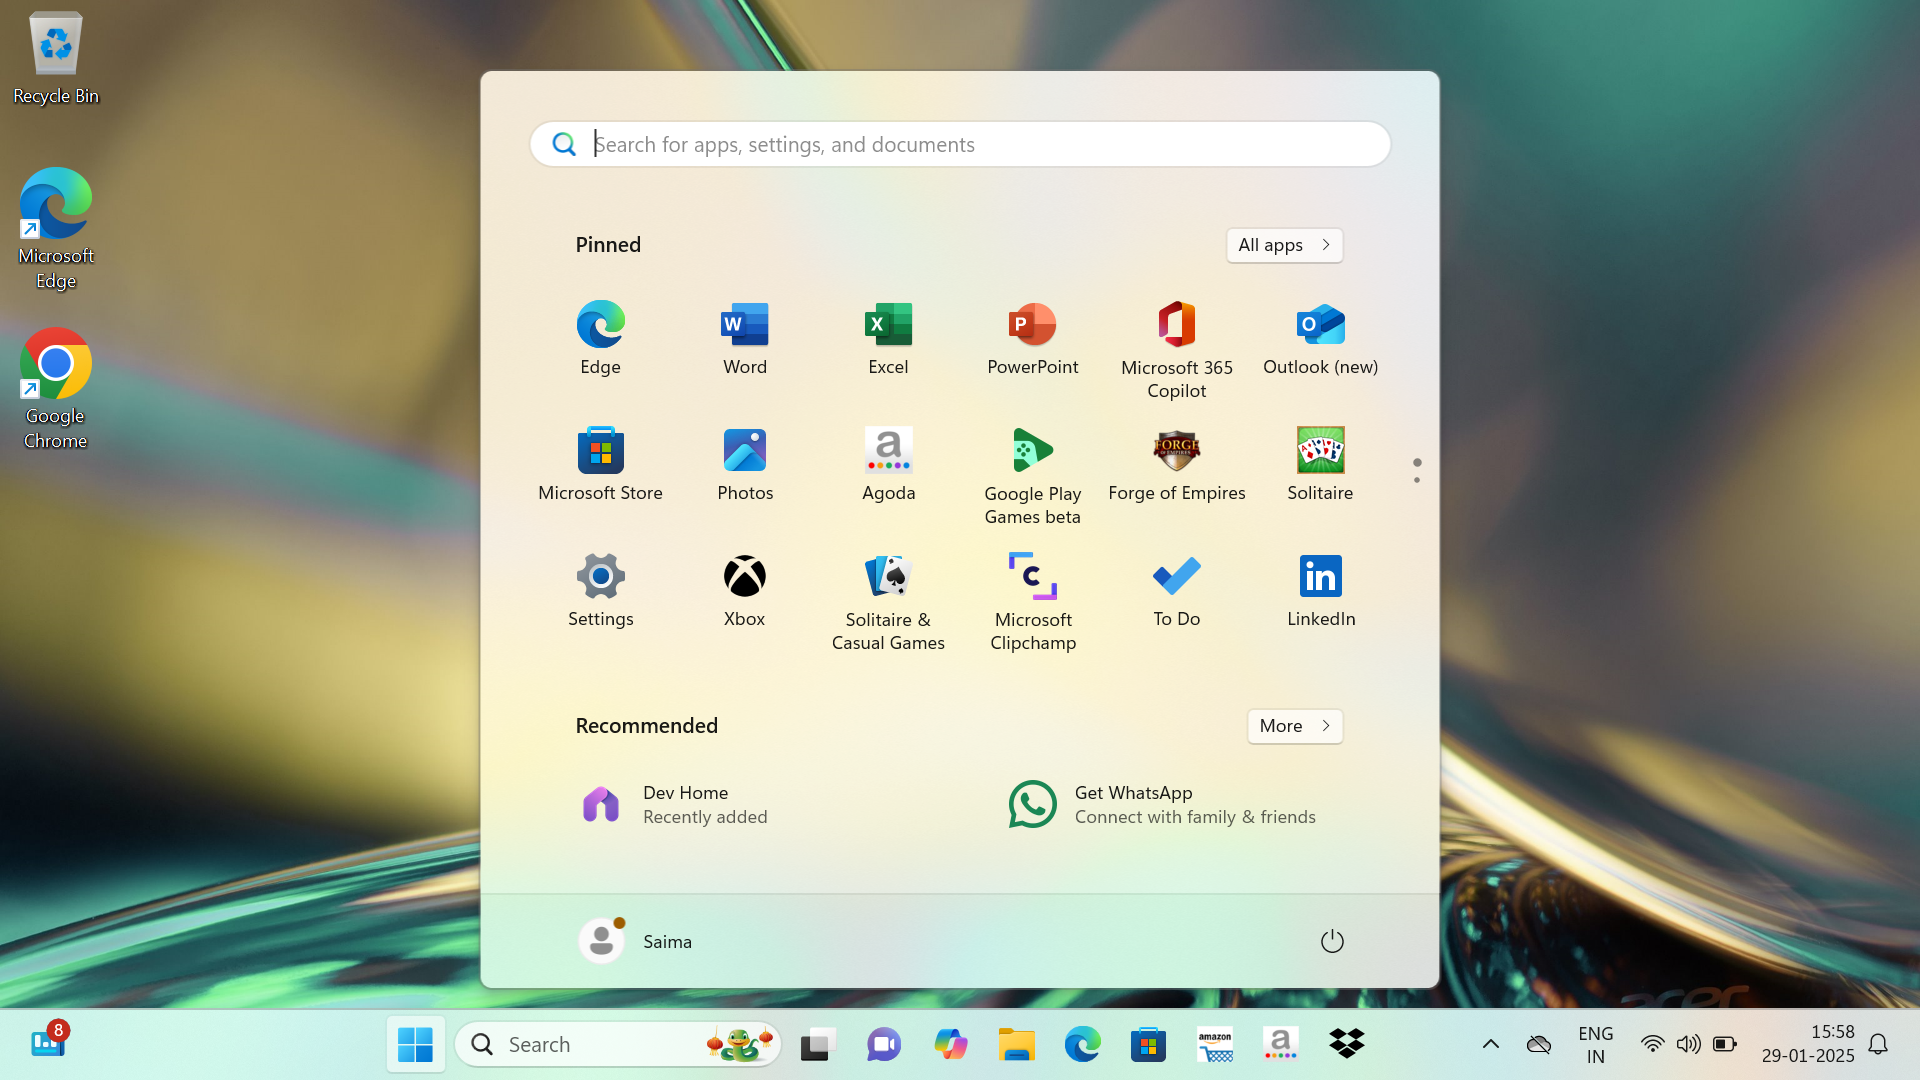 Recycle Bin
Microsoft
Edge
Google
Chrome
Search for apps, settings, and documents
Pinned
All apps
Edge
Word
Excel
PowerPoint
Microsoft 365
Copilot
Outlook (new)
Microsoft Store
Photos
Agoda
Google Play
Games beta
Forge of Empires
Solitaire
Settings
Xbox
Solitaire &
Casual Games
Microsoft
Clipchamp
To Do
LinkedIn
Recommended
More
Dev Home
Recently added
Get WhatsApp
Connect with family & friends
Saima
acer
8
Search
amazon
a
ENG
IN
15:58
29-01-2025